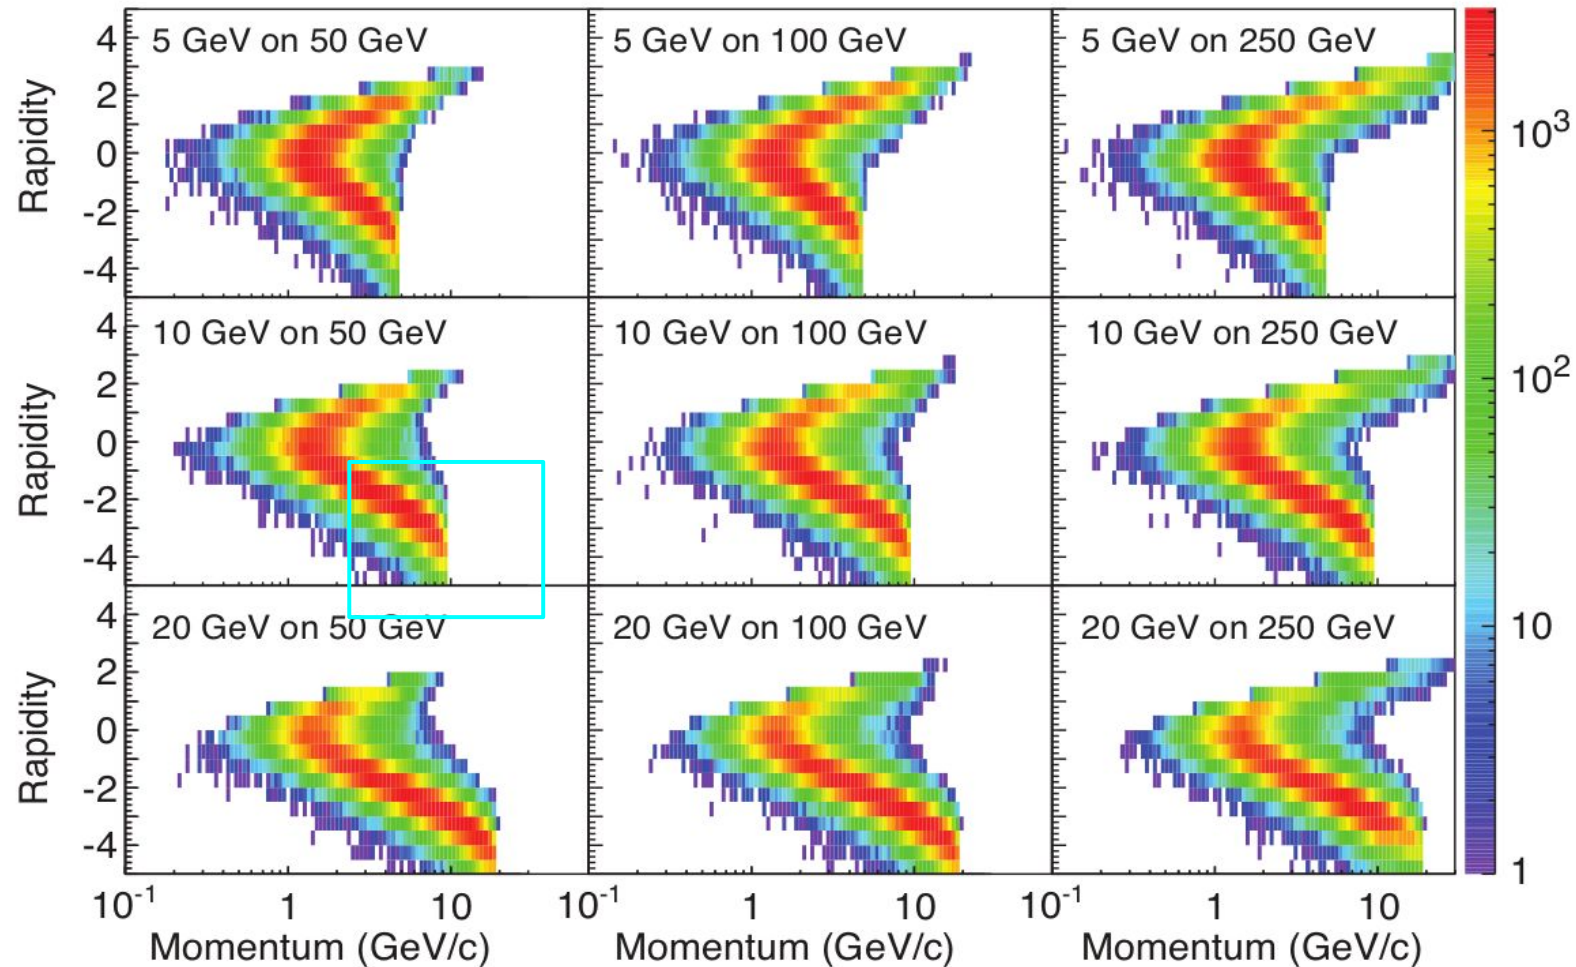 5 GeV on 50 GeV
5 GeV on 100 GeV
5 GeV on 250 GeV
Rapidity
4
2
0
-2
-4
10 GeV on 50 GeV
10 GeV on 100 GeV
10 GeV on 250 GeV
Rapidity
4
2
0
-2
-4
20 GeV on 50 GeV
20 GeV on 100 GeV
20 GeV on 250 GeV
Rapidity
4
2
0
-2
-4
10³
10²
10
1
10⁻¹ 1 10 10⁻¹ 1 10 10⁻¹ 1 10
Momentum (GeV/c) Momentum (GeV/c) Momentum (GeV/c)